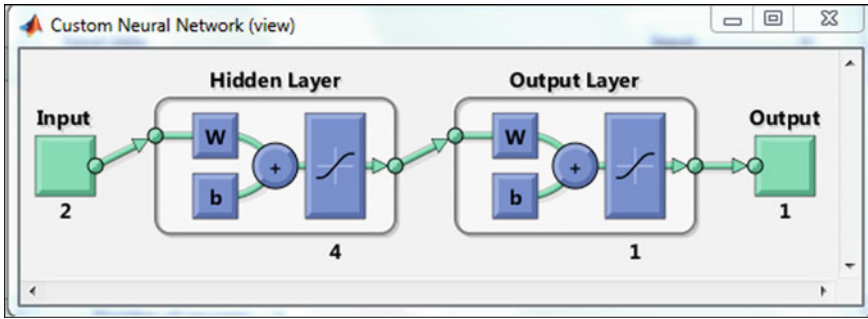 Custom Neural Network (view)
Hidden Layer
Output Layer
Input
Output
W
b
+
W
b
+
2
4
1
1